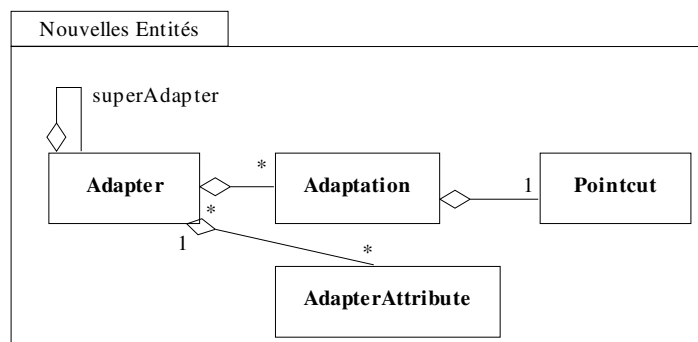 Nouvelles Entités
superAdapter
*
Adapter
Adaptation
1
Pointcut
*
1
*
AdapterAttribute